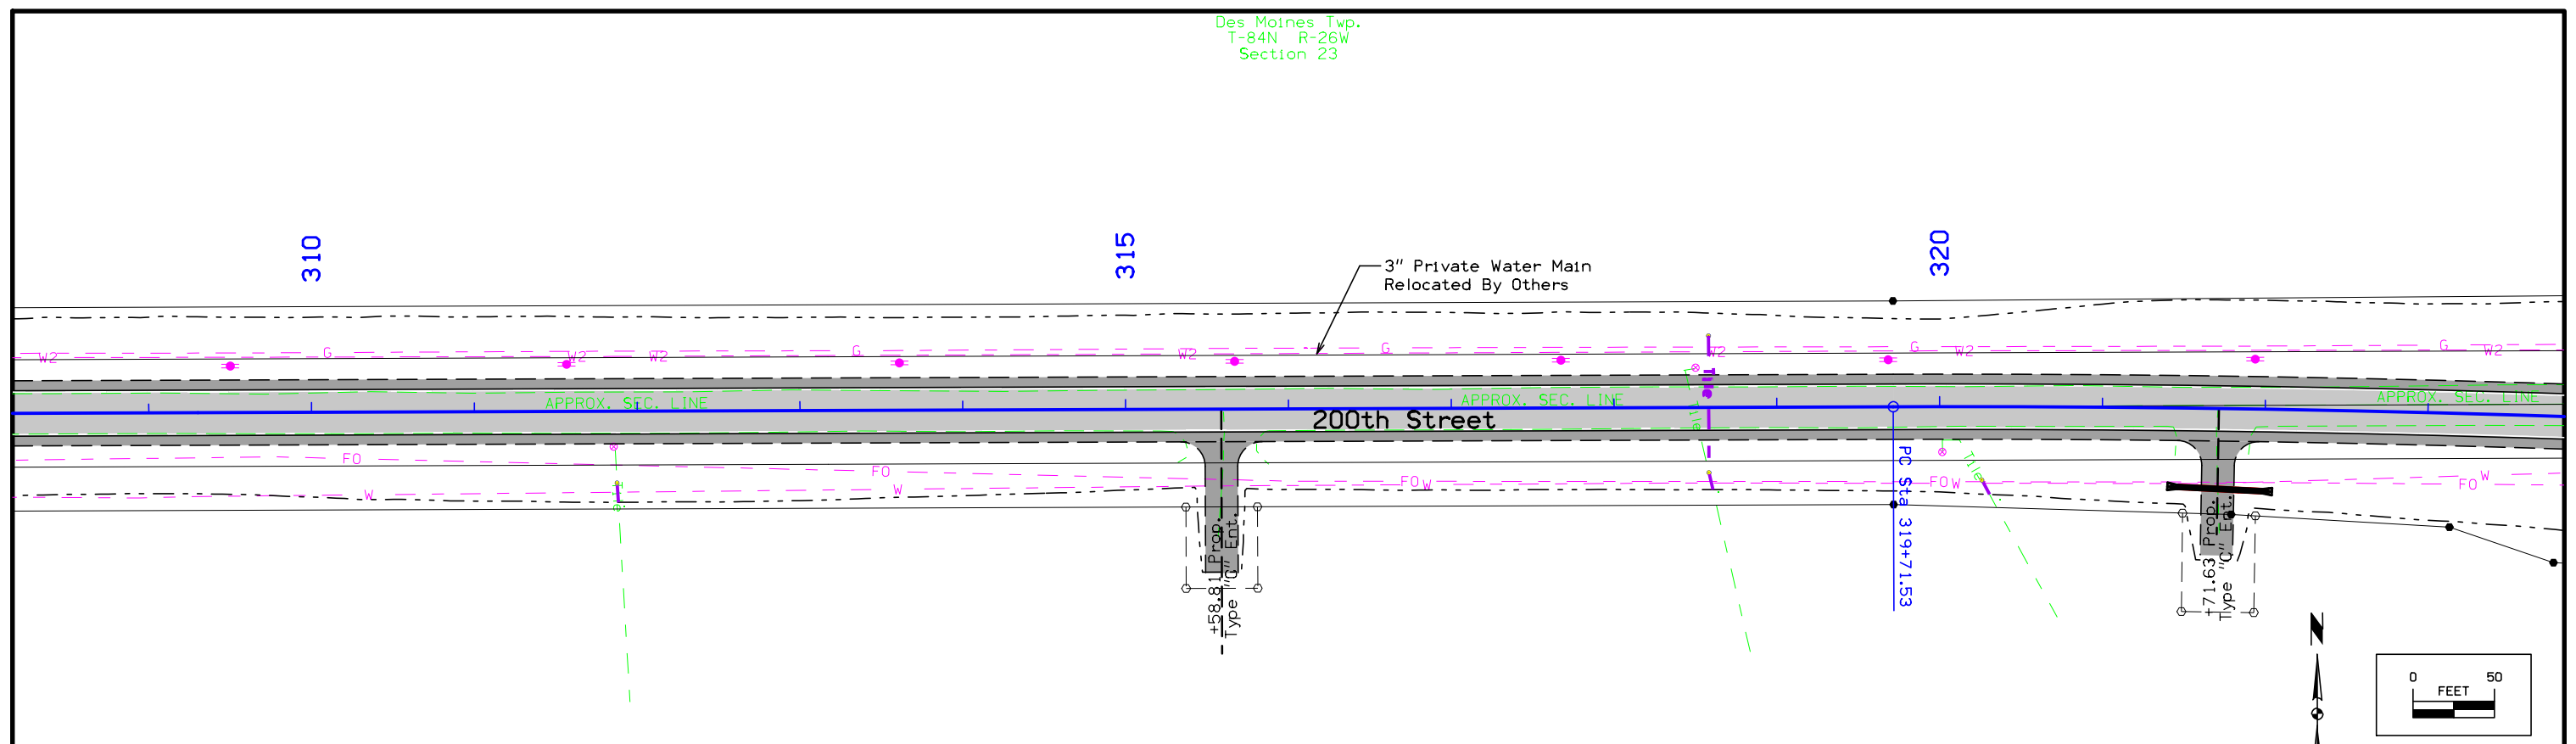 Des Moines Twp.
T-84N R-26W
Section 23
310
315
320
3" Private Water Main
Relocated By Others
W2
G
W2
W2
G
W2
G
W2
G
W2
G
W2
APPROX. SEC. LINE
APPROX. SEC. LINE
APPROX. SEC. LINE
200th Street
Tile
Tile
FO
W
FO
W
FO
W
FO
W
FO
W
PC Sta 319+71.53
+58.81 Prop.
Type "C" Ent.
+71.63 Prop.
Type "C" Ent.
N
0 50
FEET